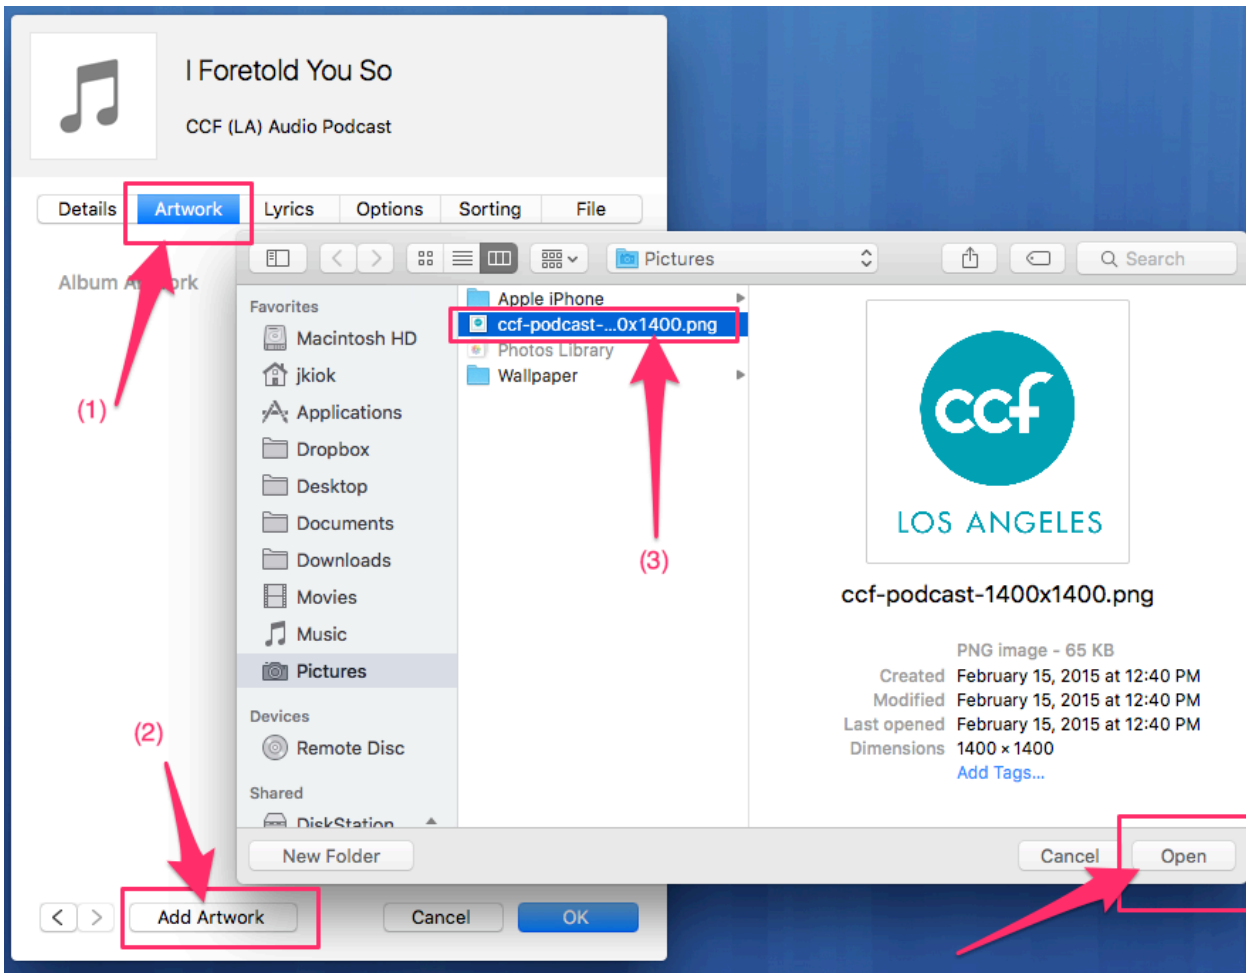 I Foretold You So
CCF (LA) Audio Podcast
Details Artwork Lyrics Options Sorting File
Album Artwork
(1)
Pictures
Search
Favorites
Macintosh HD
jkiok
Applications
Dropbox
Desktop
Documents
Downloads
Movies
Music
Pictures
Devices
Remote Disc
Shared
DiskStation
Apple iPhone
ccf-podcast-...0x1400.png
Photos Library
Wallpaper
(3)
ccf
LOS ANGELES
ccf-podcast-1400x1400.png
PNG image - 65 KB
Created February 15, 2015 at 12:40 PM
Modified February 15, 2015 at 12:40 PM
Last opened February 15, 2015 at 12:40 PM
Dimensions 1400 × 1400
Add Tags...
(2)
New Folder
Cancel Open
Add Artwork
Cancel OK